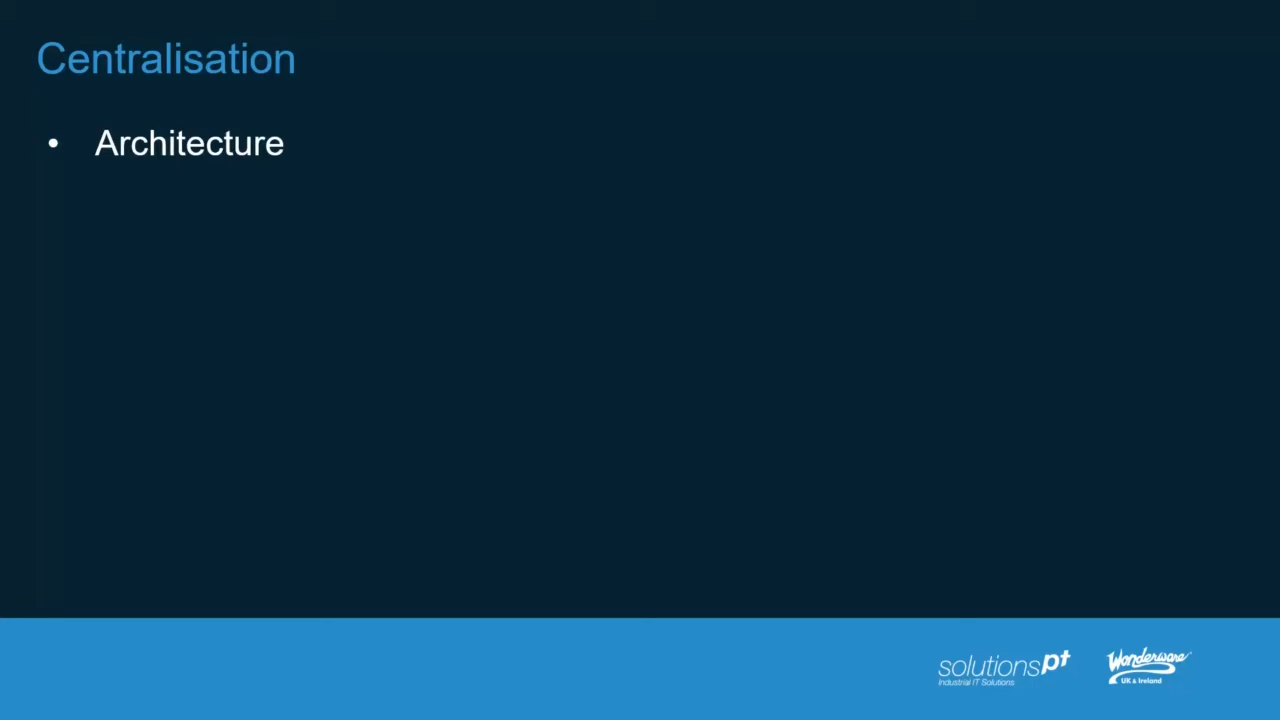 Centralisation
• Architecture
solutionspt
Industrial IT Solutions
Wonderware
UK & Ireland